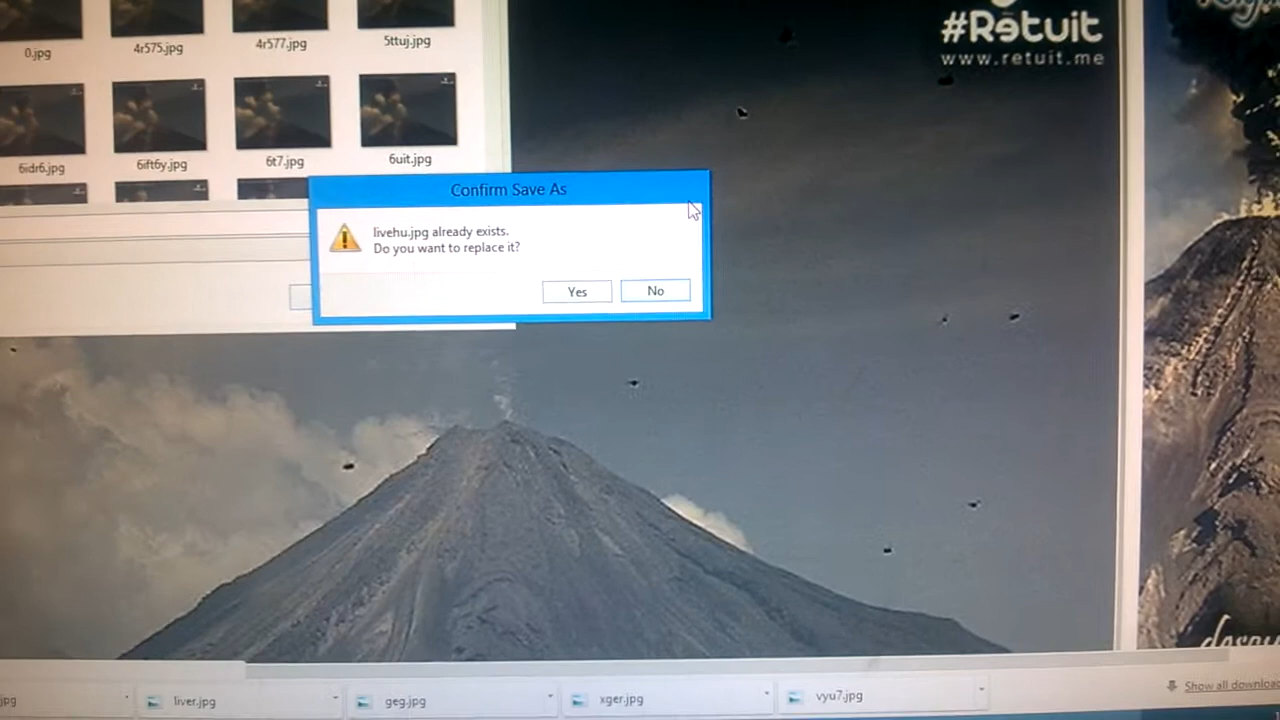 #Retuit
www.retuit.me
0.jpg
4r575.jpg
4r577.jpg
5ttuj.jpg
6idr6.jpg
6ift6y.jpg
6t7.jpg
6uit.jpg
Confirm Save As
livehu.jpg already exists.
Do you want to replace it?
Yes
No
jpg
liver.jpg
geg.jpg
xger.jpg
vyu7.jpg
Show all download